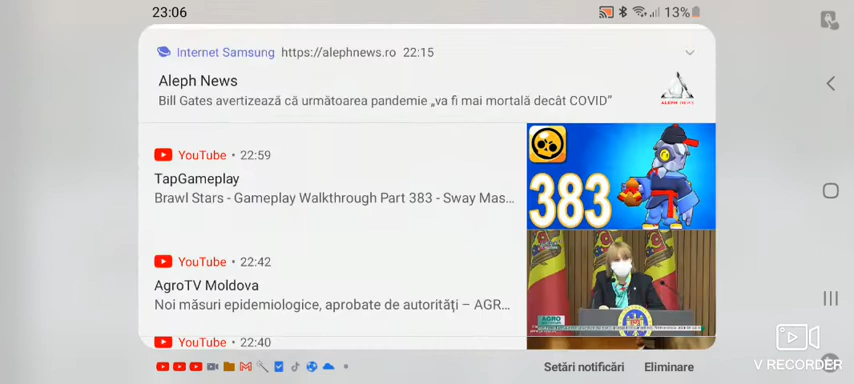 23:06
13%
Internet Samsung https://alephnews.ro 22:15
Aleph News
Bill Gates avertizează că următoarea pandemie „va fi mai mortală decât COVID”
ALEPH NEWS
YouTube • 22:59
TapGameplay
Brawl Stars - Gameplay Walkthrough Part 383 - Sway Mas...
383
YouTube • 22:42
AgroTV Moldova
Noi măsuri epidemiologice, aprobate de autorități – AGR...
AGRO
YouTube • 22:40
Setări notificări
Eliminare
V RECORDER